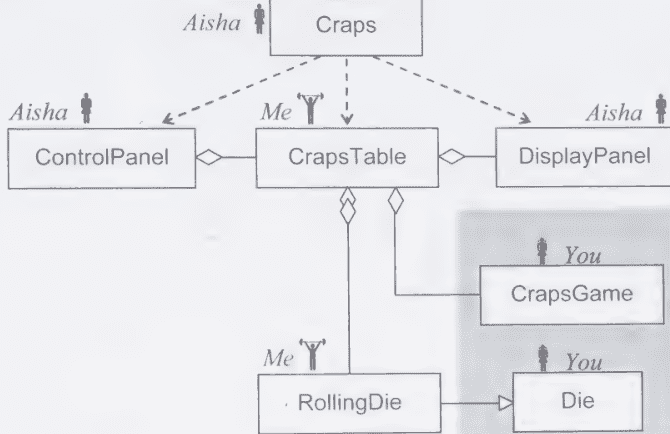 Aisha
Craps
Aisha
Me
Aisha
ControlPanel
CrapsTable
DisplayPanel
You
CrapsGame
Me
You
RollingDie
Die